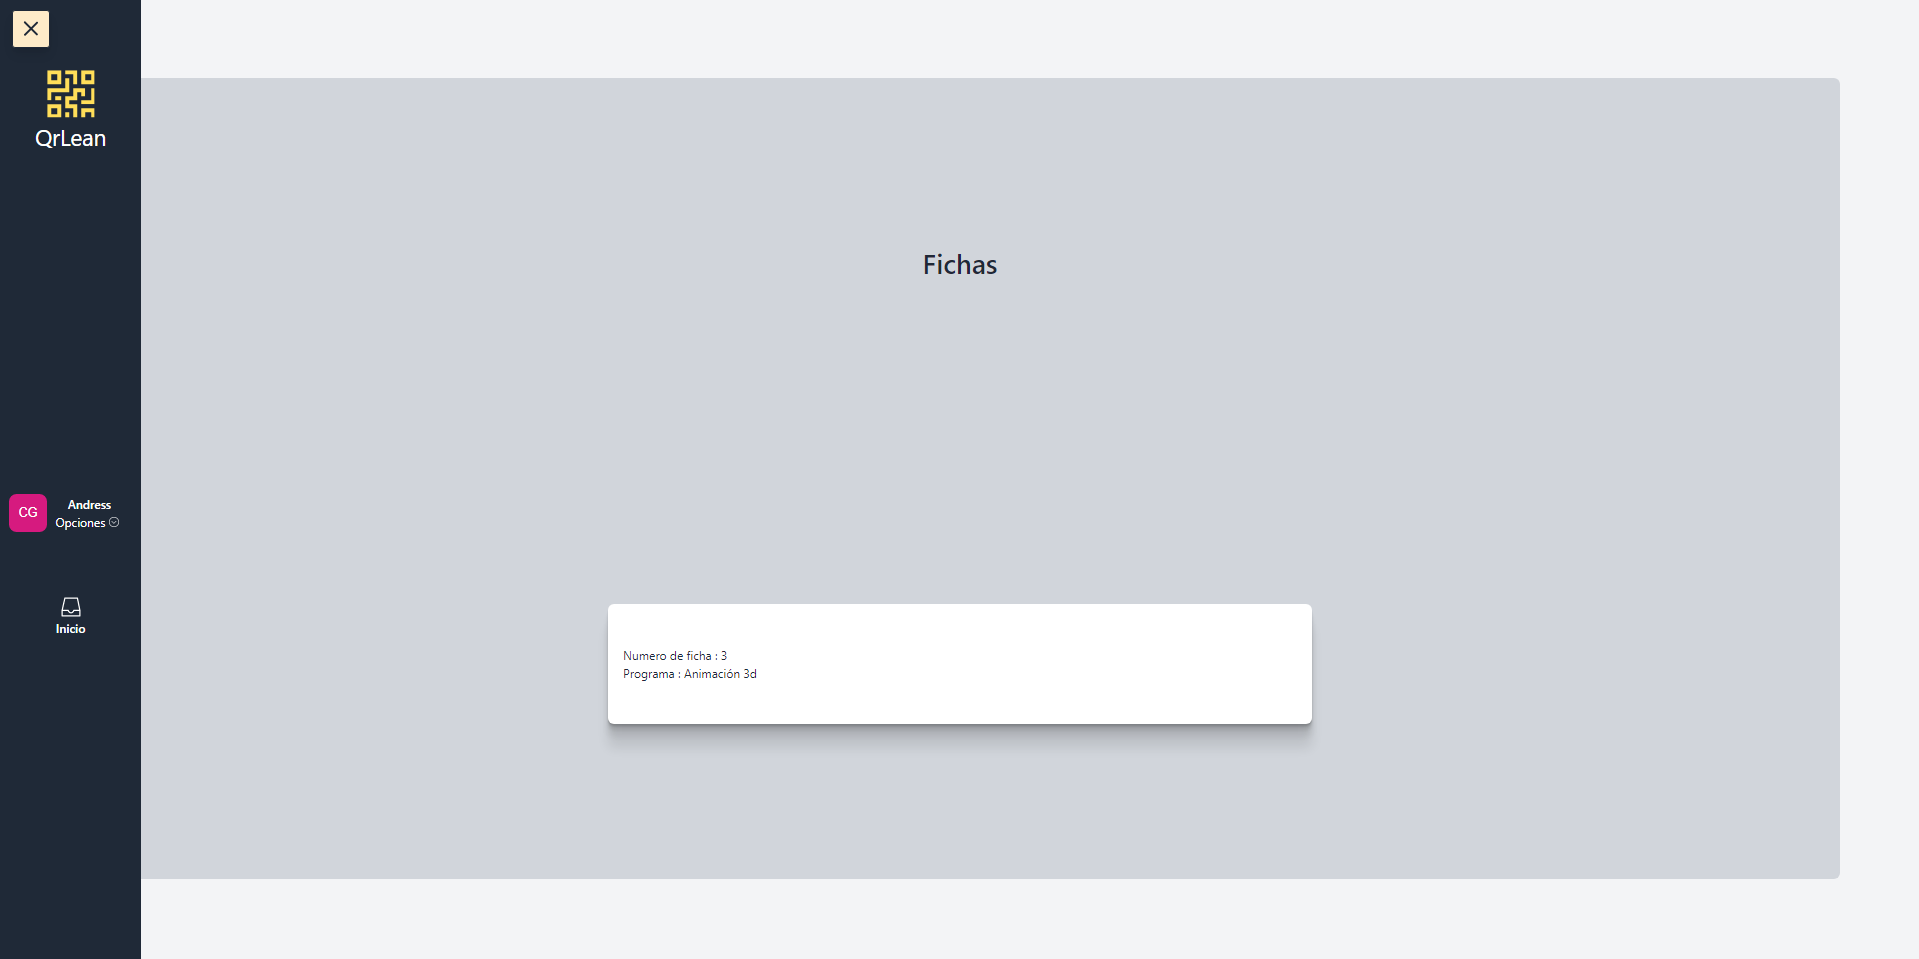 QrLean
Fichas
CG
Andress
Opciones
Inicio
Numero de ficha : 3
Programa : Animación 3d